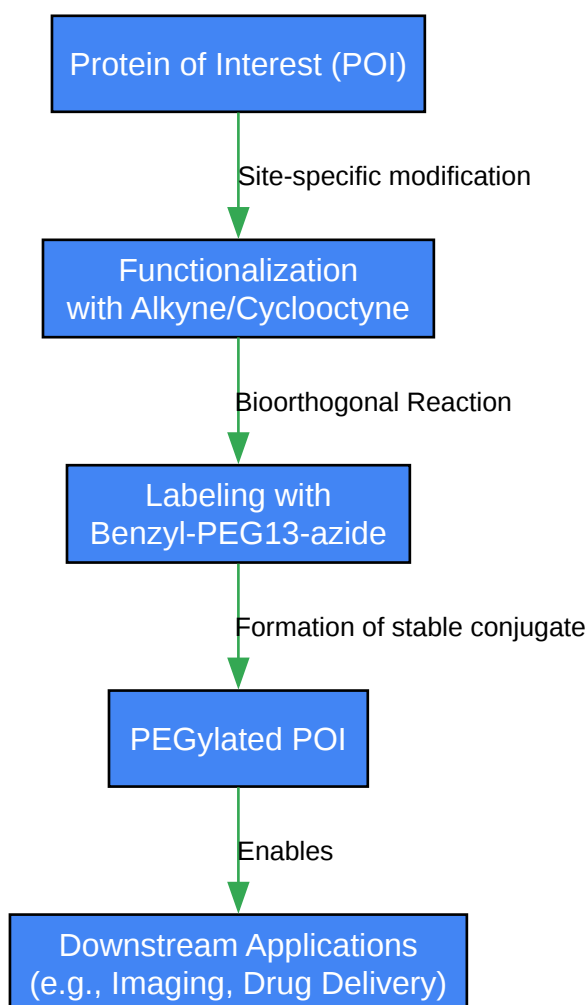 Protein of Interest (POI)
Site-specific modification
Functionalization
with Alkyne/Cyclooctyne
Bioorthogonal Reaction
Labeling with
Benzyl-PEG13-azide
Formation of stable conjugate
PEGylated POI
Enables
Downstream Applications
(e.g., Imaging, Drug Delivery)